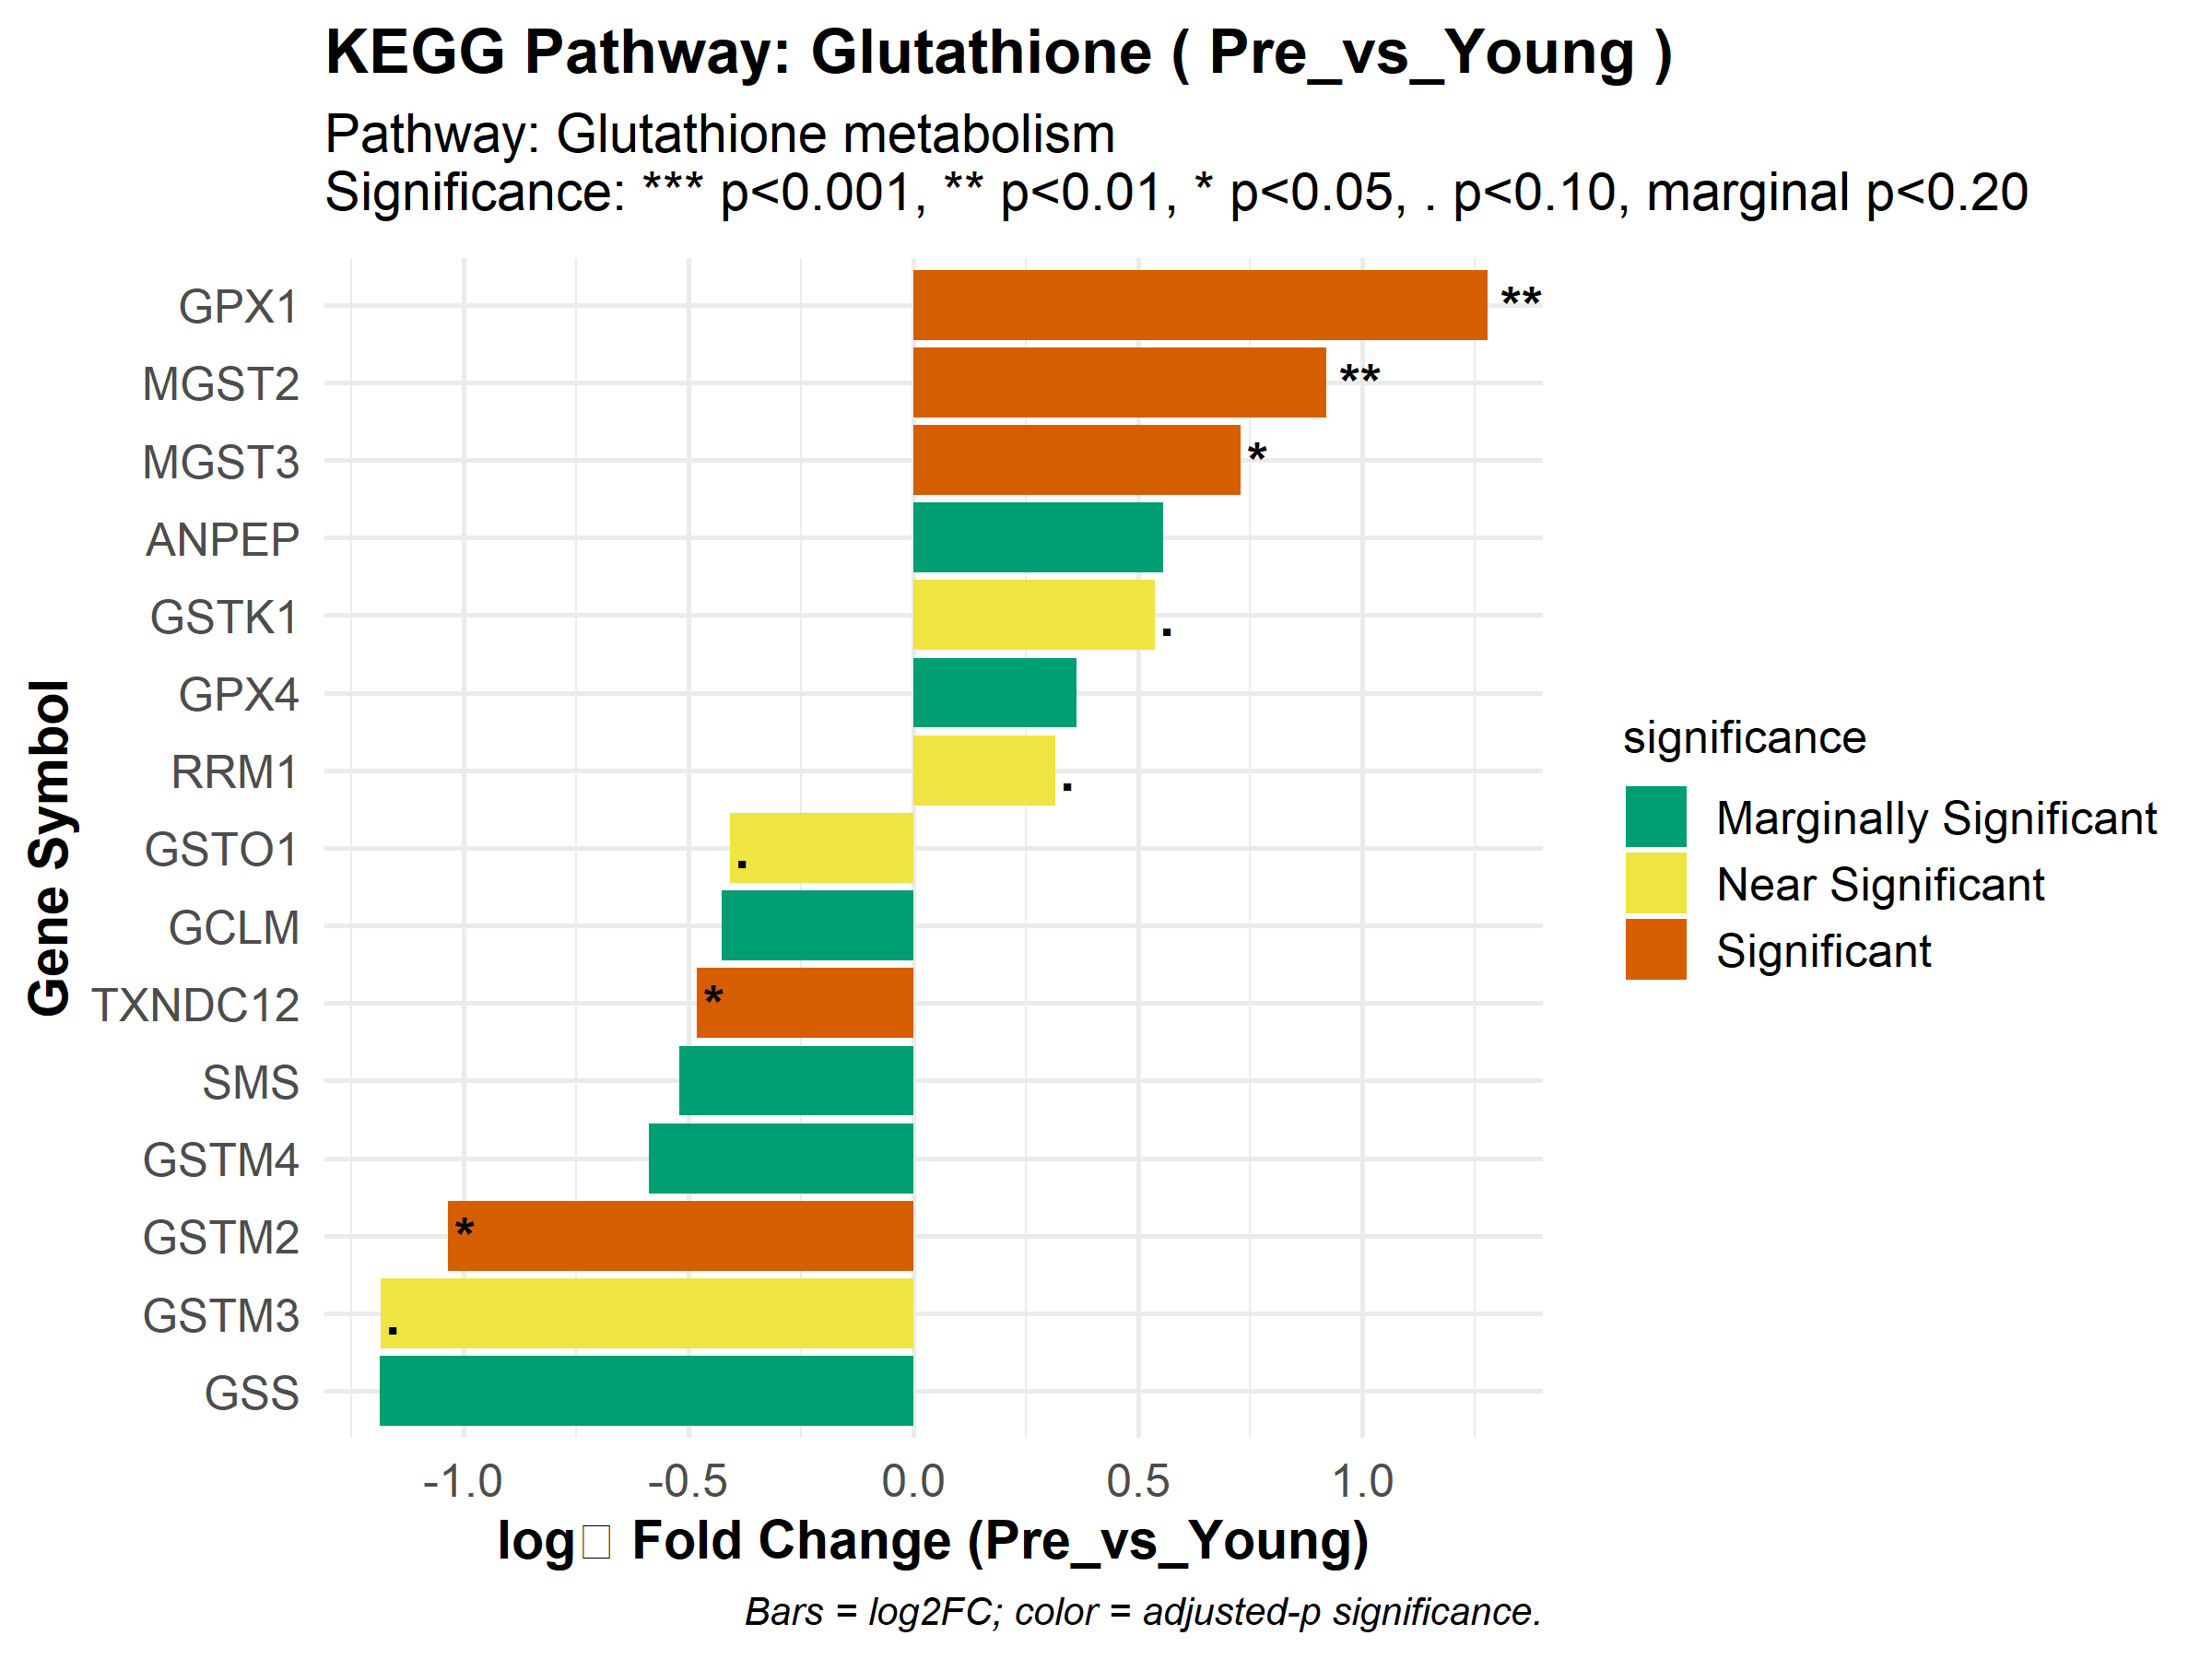 KEGG Pathway: Glutathione ( Pre_vs_Young )
Pathway: Glutathione metabolism
Significance: *** p<0.001, ** p<0.01, * p<0.05, . p<0.10, marginal p<0.20
Gene Symbol
GPX1 **
MGST2 **
MGST3 *
ANPEP
GSTK1 .
GPX4
RRM1 .
GSTO1 .
GCLM
TXNDC12 *
SMS
GSTM4
GSTM2 *
GSTM3 .
GSS
-1.0 -0.5 0.0 0.5 1.0
log□ Fold Change (Pre_vs_Young)
significance
Marginally Significant
Near Significant
Significant
Bars = log2FC; color = adjusted-p significance.